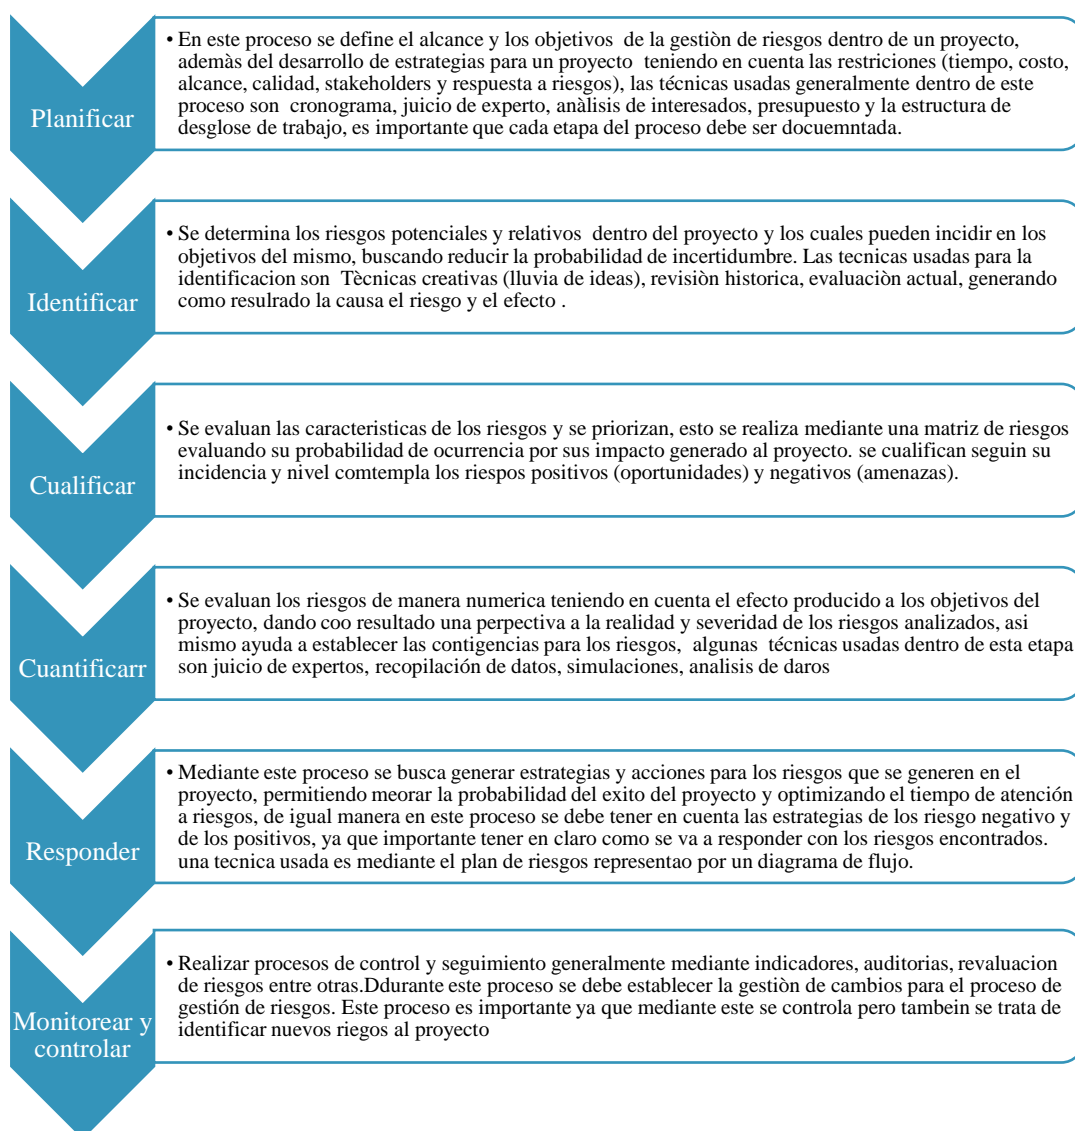 Planificar
• En este proceso se define el alcance y los objetivos de la gestiòn de riesgos dentro de un proyecto,
ademàs del desarrollo de estrategias para un proyecto teniendo en cuenta las restriciones (tiempo, costo,
alcance, calidad, stakeholders y respuesta a riesgos), las técnicas usadas generalmente dentro de este
proceso son cronograma, juicio de experto, anàlisis de interesados, presupuesto y la estructura de
desglose de trabajo, es importante que cada etapa del proceso debe ser docuemntada.
Identificar
• Se determina los riesgos potenciales y relativos dentro del proyecto y los cuales pueden incidir en los
objetivos del mismo, buscando reducir la probabilidad de incertidumbre. Las tecnicas usadas para la
identificacion son Tècnicas creativas (lluvia de ideas), revisiòn historica, evaluaciòn actual, generando
como resulrado la causa el riesgo y el efecto .
Cualificar
• Se evaluan las caracteristicas de los riesgos y se priorizan, esto se realiza mediante una matriz de riesgos
evaluando su probabilidad de ocurrencia por sus impacto generado al proyecto. se cualifican seguin su
incidencia y nivel comtempla los riespos positivos (oportunidades) y negativos (amenazas).
Cuantificarr
• Se evaluan los riesgos de manera numerica teniendo en cuenta el efecto producido a los objetivos del
proyecto, dando coo resultado una perpectiva a la realidad y severidad de los riesgos analizados, asi
mismo ayuda a establecer las contigencias para los riesgos, algunas técnicas usadas dentro de esta etapa
son juicio de expertos, recopilación de datos, simulaciones, analisis de daros
Responder
• Mediante este proceso se busca generar estrategias y acciones para los riesgos que se generen en el
proyecto, permitiendo meorar la probabilidad del exito del proyecto y optimizando el tiempo de atención
a riesgos, de igual manera en este proceso se debe tener en cuenta las estrategias de los riesgo negativo y
de los positivos, ya que importante tener en claro como se va a responder con los riesgos encontrados.
una tecnica usada es mediante el plan de riesgos representao por un diagrama de flujo.
Monitorear y
controlar
• Realizar procesos de control y seguimiento generalmente mediante indicadores, auditorias, revaluacion
de riesgos entre otras.Ddurante este proceso se debe establecer la gestiòn de cambios para el proceso de
gestión de riesgos. Este proceso es importante ya que mediante este se controla pero tambein se trata de
identificar nuevos riegos al proyecto